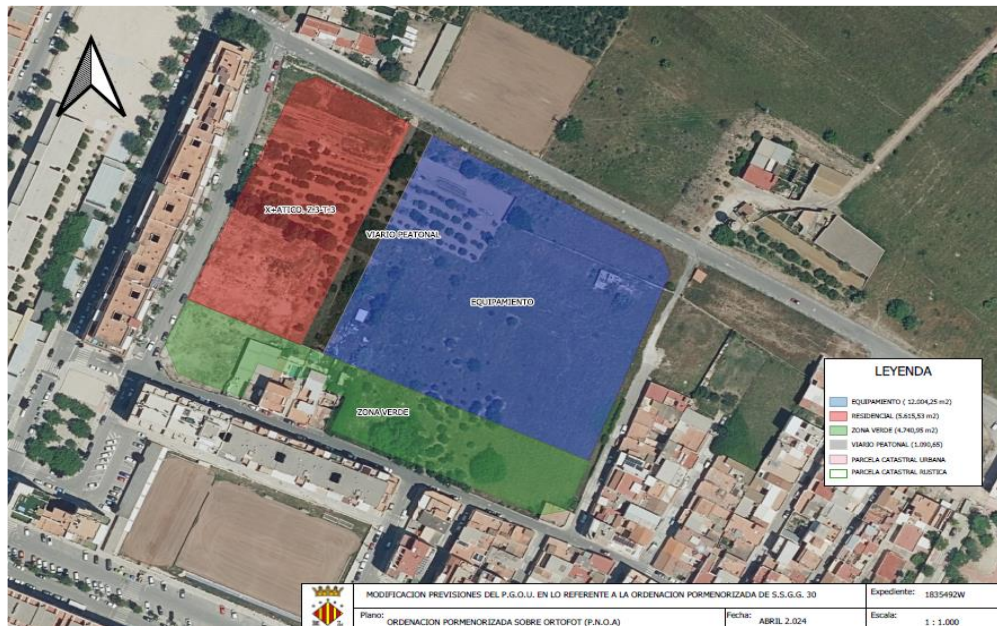 X+ATICO. Z:3-T:3
VIARIO PEATONAL
EQUIPAMIENTO
ZONA VERDE
LEYENDA
EQUIPAMIENTO ( 12.004,25 m2)
RESIDENCIAL (5.615,53 m2)
ZONA VERDE (4.740,95 m2)
VIARIO PEATONAL (1.090,65)
PARCELA CATASTRAL URBANA
PARCELA CATASTRAL RUSTICA
MODIFICACION PREVISIONES DEL P.G.O.U. EN LO REFERENTE A LA ORDENACION PORMENORIZADA DE S.S.G.G. 30
Expediente: 1835492W
Plano: ORDENACION PORMENORIZADA SOBRE ORTOFOT (P.N.O.A)
Fecha: ABRIL 2.024
Escala: 1 : 1.000